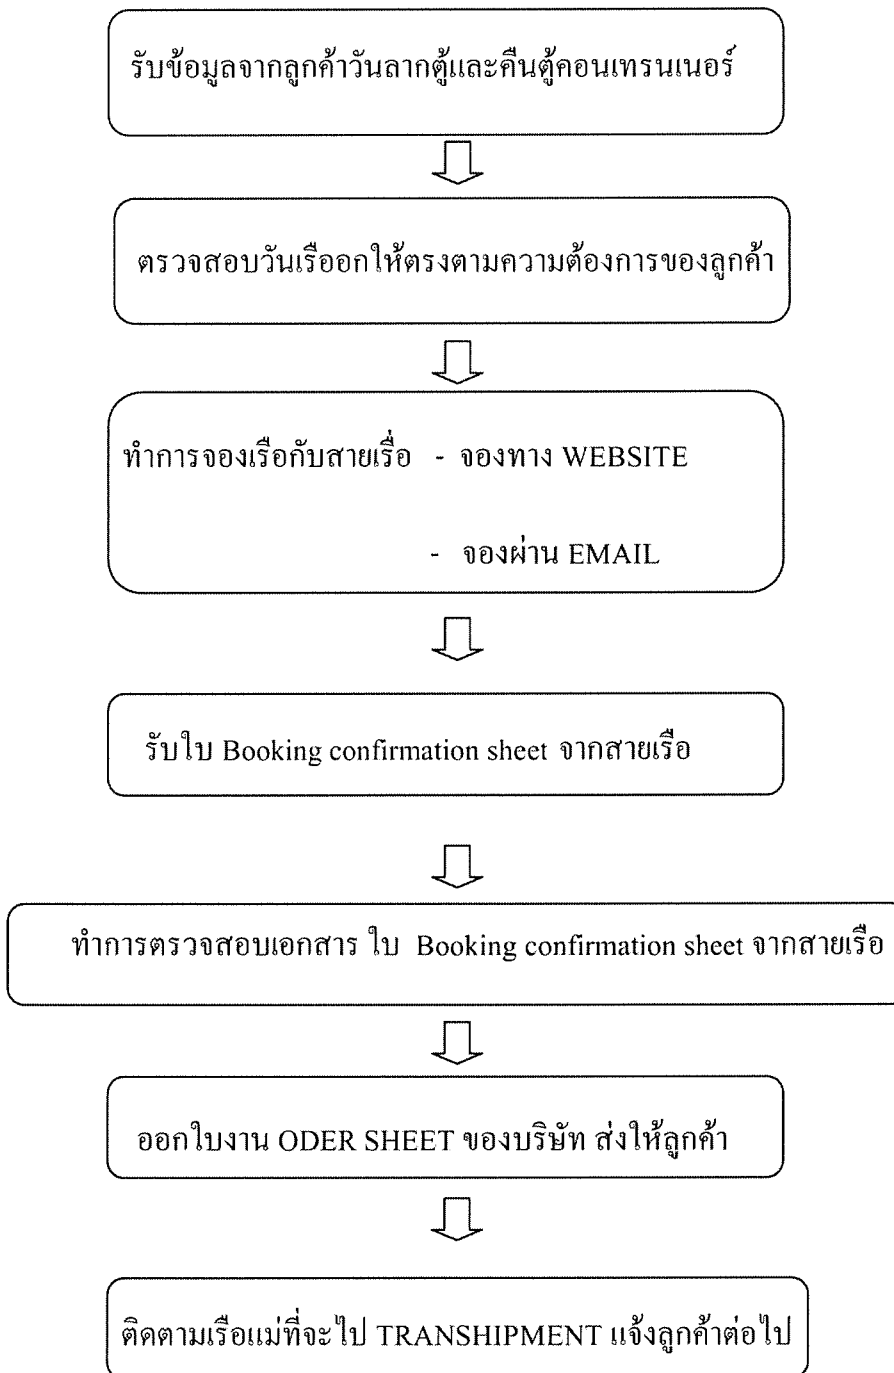 รับข้อมูลจากลูกค้าวันลากตู้และคืนตู้คอนเทรนเนอร์
ตรวจสอบวันเรือออกให้ตรงตามความต้องการของลูกค้า
ทำการจองเรือกับสายเรื่อ - จองทาง WEBSITE
- จองผ่าน EMAIL
รับใบ Booking confirmation sheet จากสายเรือ
ทำการตรวจสอบเอกสาร ใบ Booking confirmation sheet จากสายเรือ
ออกใบงาน ODER SHEET ของบริษัท ส่งให้ลูกค้า
ติดตามเรือแม่ที่จะไป TRANSHIPMENT แจ้งลูกค้าต่อไป